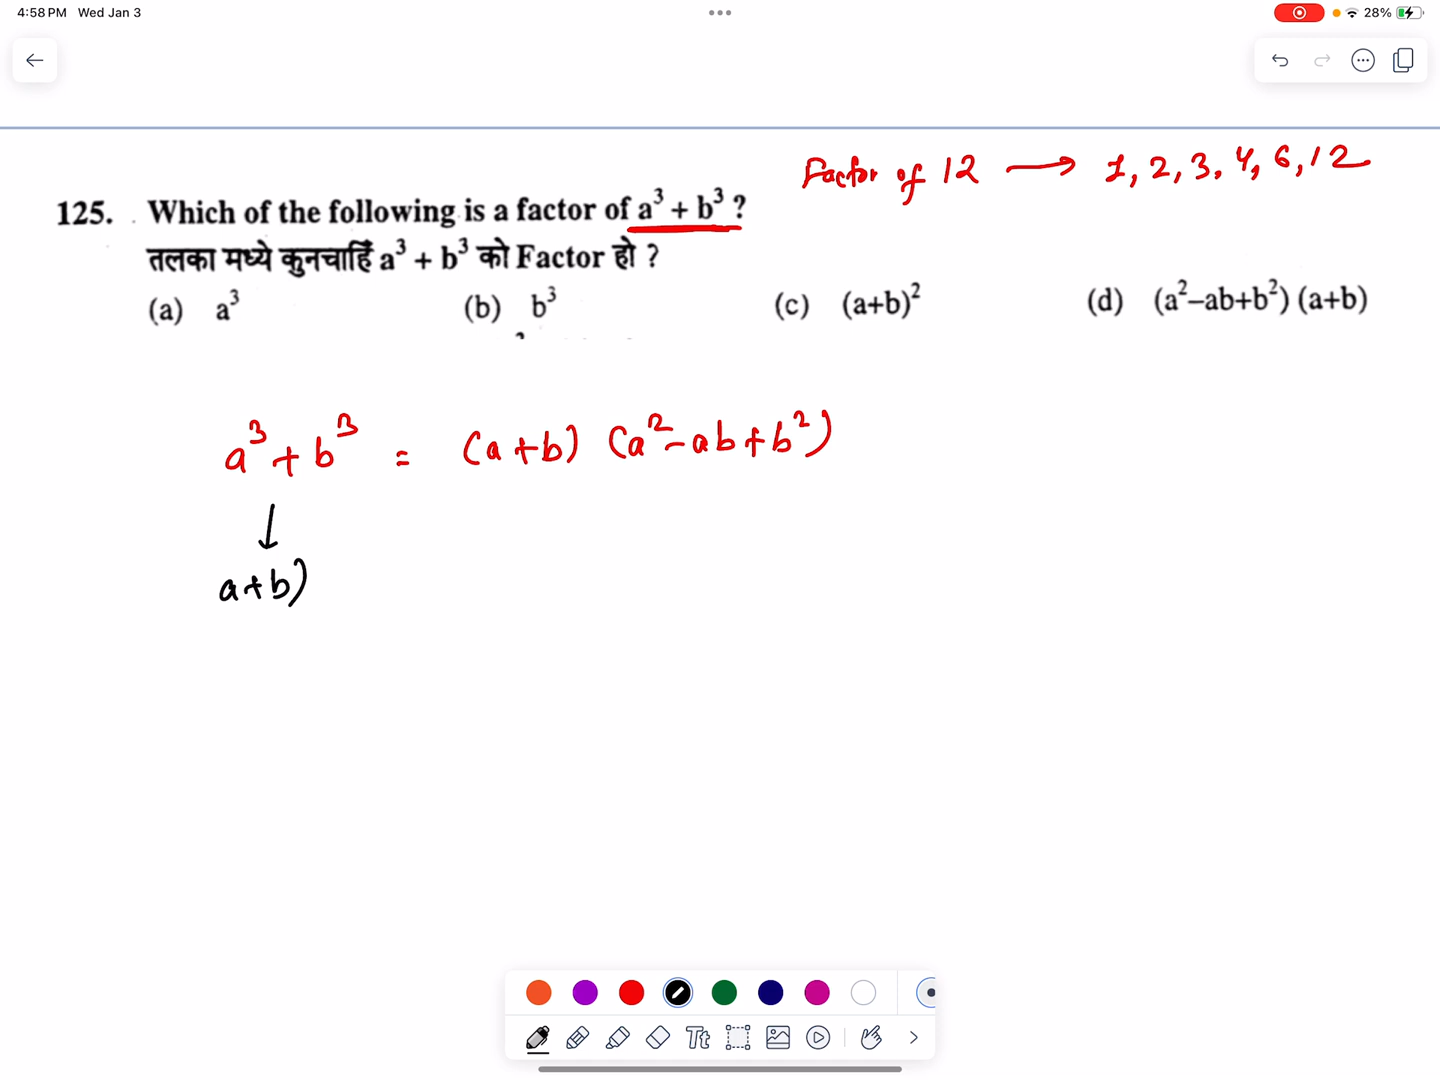 4:58 PM Wed Jan 3
28%
Factor of 12 → 1, 2, 3, 4, 6, 12
125. Which of the following is a factor of a³ + b³ ?
तलका मध्ये कुनचाहिँ a³ + b³ को Factor हो ?
(a) a³ (b) b³ (c) (a+b)² (d) (a²–ab+b²) (a+b)
a³ + b³ = (a+b) (a²-ab+b²)
↓
a+b)
Tt